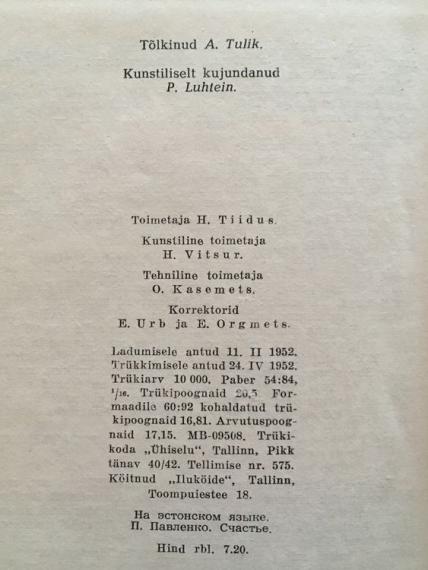 Tõlkinud A. Tulik.
Kunstiliselt kujundanud
P. Luhtein.
Toimetaja H. Tiidus.
Kunstiline toimetaja
H. Vitsur.
Tehniline toimetaja
O. Kasemets.
Korrektorid
E. Urb ja E. Orgmets.
Ladumisele antud 11. II 1952.
Trükkimisele antud 24. IV 1952.
Trükiarv 10 000. Paber 54:84,
1/16. Trükipoognaid 20,5. For-
maadile 60:92 kohaldatud trü-
kipoognaid 16,81. Arvutuspoog-
naid 17,15. MB-09508. Trüki-
koda „Ühiselu“, Tallinn, Pikk
tänav 40/42. Tellimise nr. 575.
Köitnud „Iluköide“, Tallinn,
Toompuiestee 18.
На эстонском языке.
П. Павленко. Счастье.
Hind rbl. 7.20.